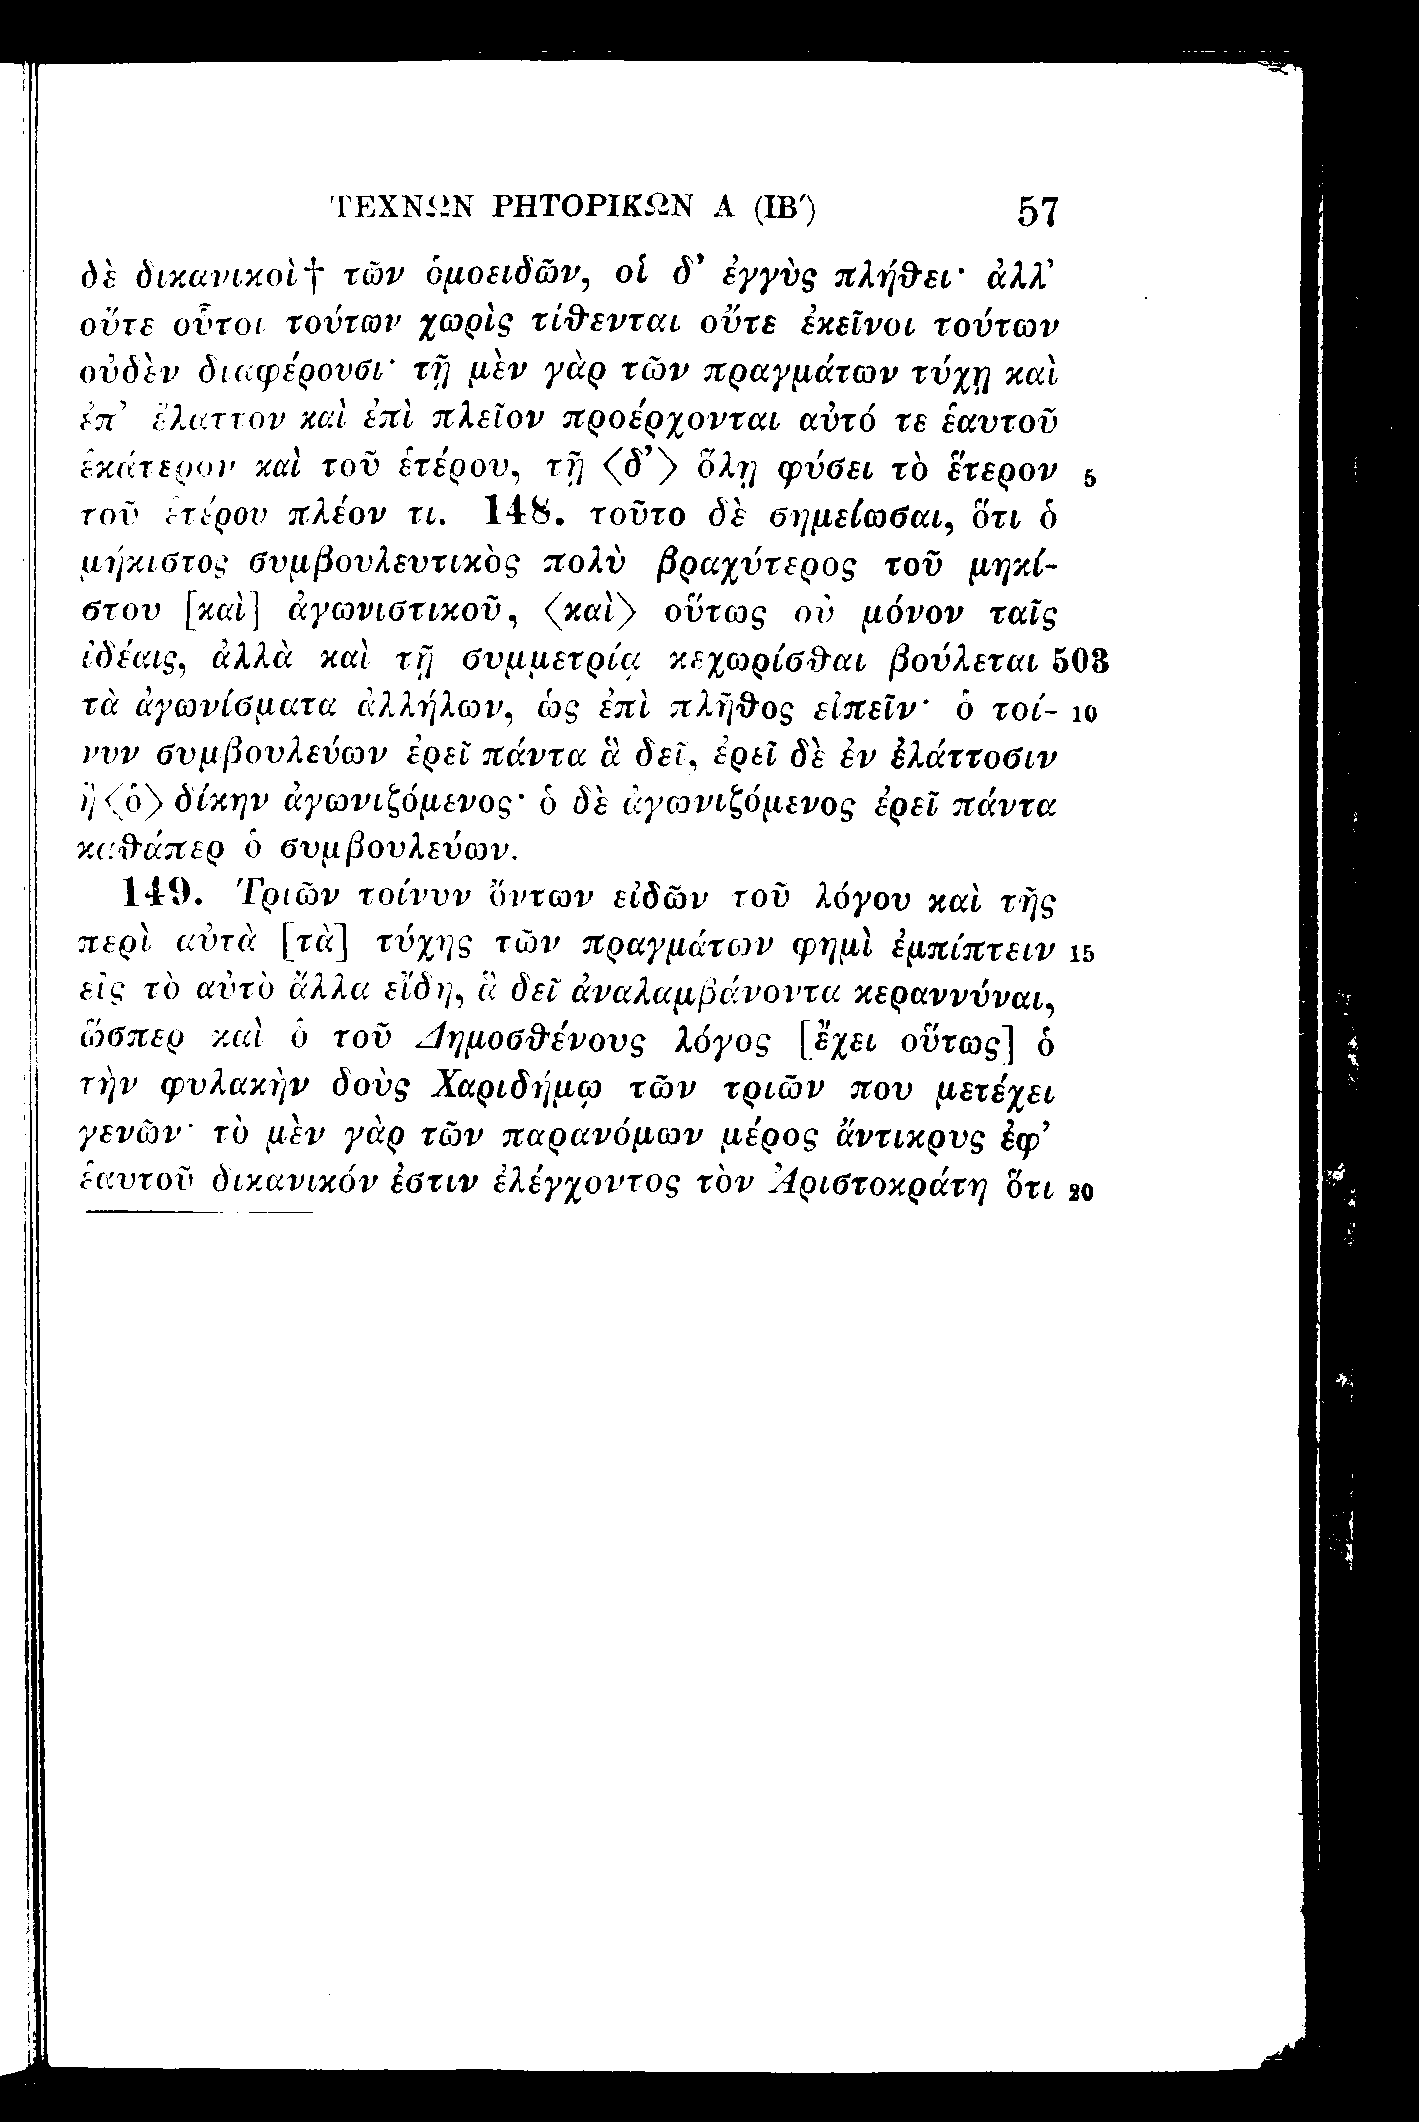 ΤΕΧΝΩΝ ΡΗΤΟΡΙΚΩΝ Α (ΙΒ′) 57
δὲ δικανικοὶ† τῶν ὁμοειδῶν, οἱ δ’ ἐγγὺς πλήθει· ἀλλ’
οὔτε οὗτοι τούτων χωρὶς τίθενται οὔτε ἐκεῖνοι τούτων
οὐδὲν διαφέρουσι· τῇ μὲν γὰρ τῶν πραγμάτων τύχῃ καὶ
ἐπ’ ἔλαττον καὶ ἐπὶ πλεῖον προέρχονται αὐτό τε ἑαυτοῦ
ἑκάτερον καὶ τοῦ ἑτέρου, τῇ ⟨δ’⟩ ὅλῃ φύσει τὸ ἕτερον 5
τοῦ ἑτέρου πλέον τι. 148. τοῦτο δὲ σημείωσαι, ὅτι ὁ
μήκιστος συμβουλευτικὸς πολὺ βραχύτερος τοῦ μηκί-
στου [καὶ] ἀγωνιστικοῦ, ⟨καὶ⟩ οὕτως οὐ μόνον ταῖς
ἰδέαις, ἀλλὰ καὶ τῇ συμμετρίᾳ κεχωρίσθαι βούλεται 503
τὰ ἀγωνίσματα ἀλλήλων, ὡς ἐπὶ πλῆθος εἰπεῖν· ὁ τοί- 10
νυν συμβουλεύων ἐρεῖ πάντα ἃ δεῖ, ἐρεῖ δὲ ἐν ἐλάττοσιν
ἢ ⟨ὁ⟩ δίκην ἀγωνιζόμενος· ὁ δὲ ἀγωνιζόμενος ἐρεῖ πάντα
καθάπερ ὁ συμβουλεύων.
149. Τριῶν τοίνυν ὄντων εἰδῶν τοῦ λόγου καὶ τῆς
περὶ αὐτὰ [τὰ] τύχης τῶν πραγμάτων φημὶ ἐμπίπτειν 15
εἰς τὸ αὐτὸ ἄλλα εἴδη, ἃ δεῖ ἀναλαμβάνοντα κεραννύναι,
ὥσπερ καὶ ὁ τοῦ Δημοσθένους λόγος [ἔχει οὕτως] ὁ
τὴν φυλακὴν δοὺς Χαριδήμῳ τῶν τριῶν που μετέχει
γενῶν· τὸ μὲν γὰρ τῶν παρανόμων μέρος ἄντικρυς ἐφ’
ἑαυτοῦ δικανικόν ἐστιν ἐλέγχοντος τὸν Ἀριστοκράτη ὅτι 20